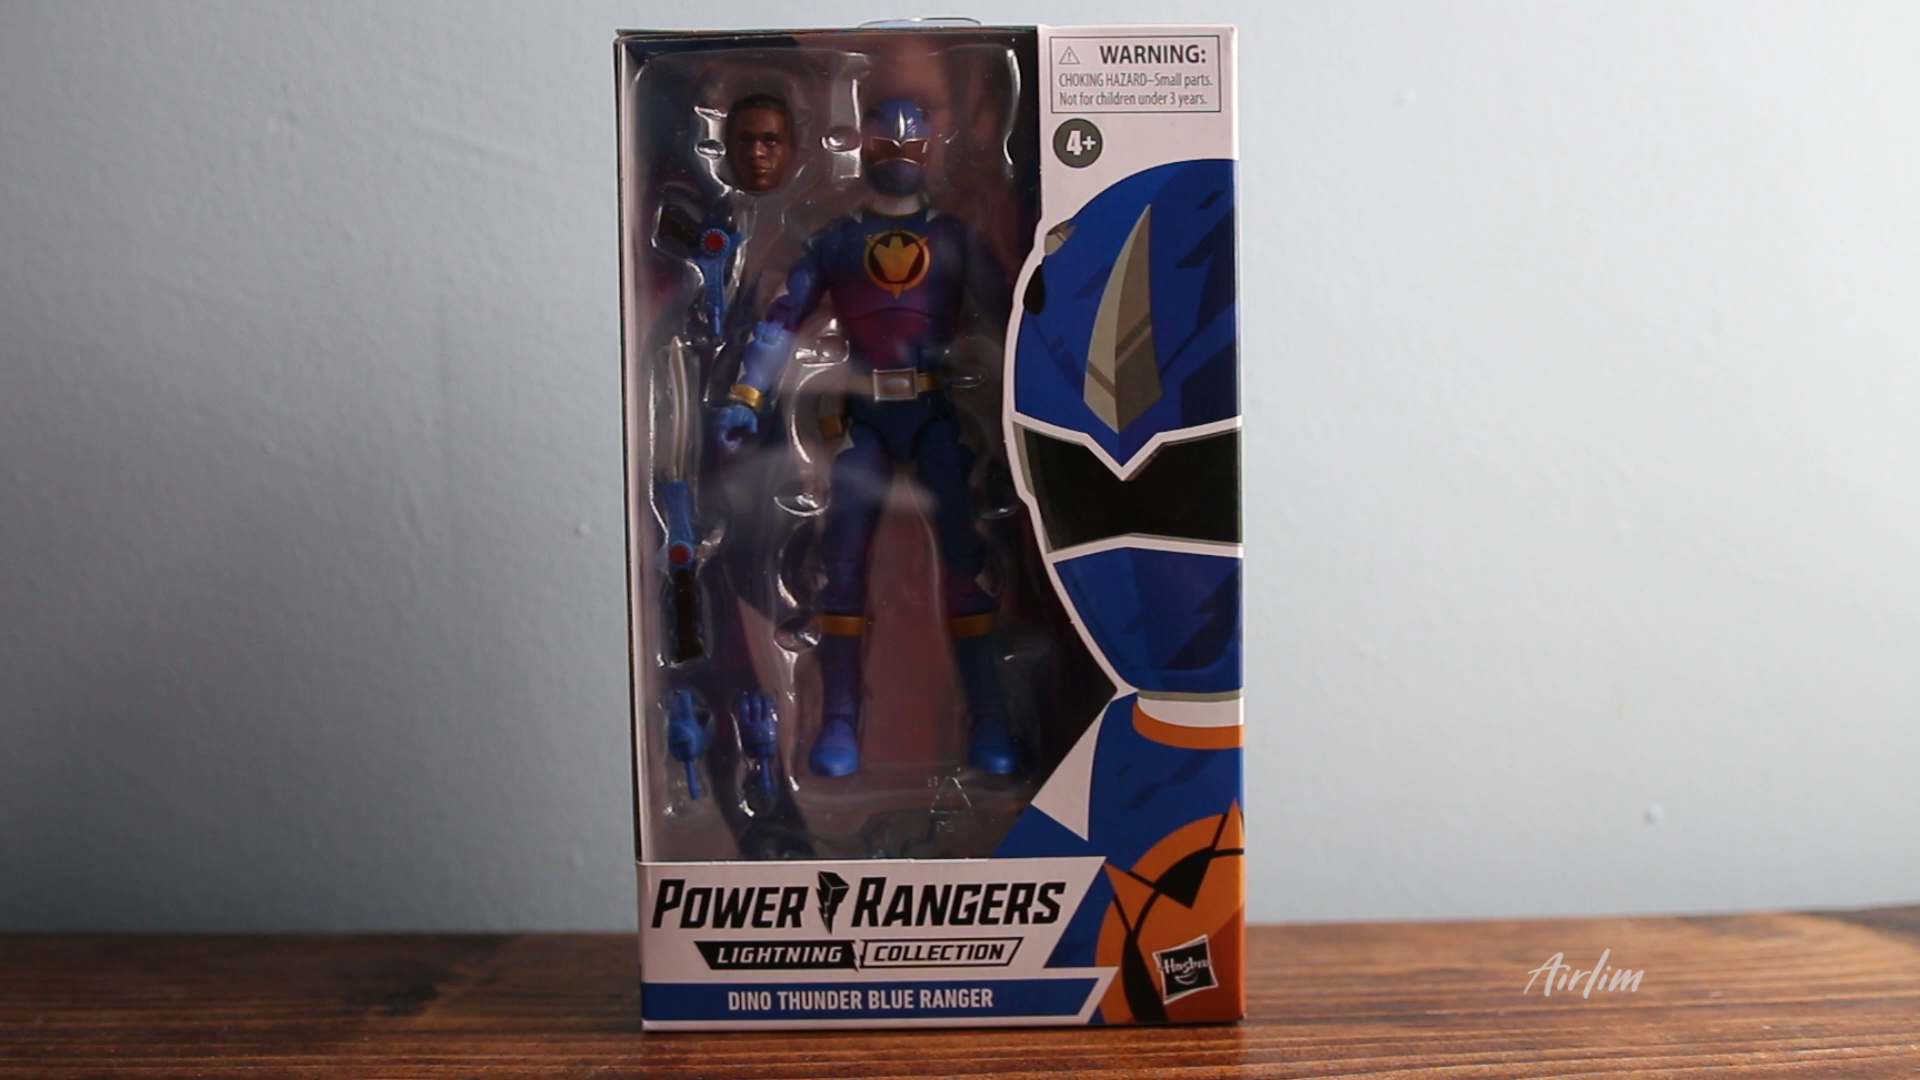 WARNING:
CHOKING HAZARD–Small parts.
Not for children under 3 years.
4+
POWER RANGERS
LIGHTNING COLLECTION
DINO THUNDER BLUE RANGER
Hasbro
Airlim